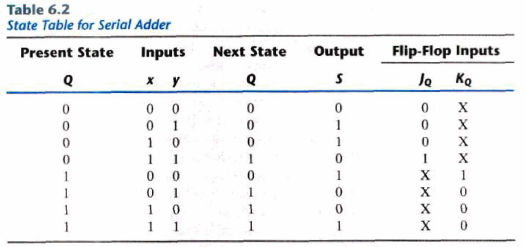 Table 6.2
State Table for Serial Adder
Present State Inputs Next State Output Flip-Flop Inputs
Q x y Q S JQ KQ
0 0 0 0 0 0 X
0 0 1 0 1 0 X
0 1 0 0 1 0 X
0 1 1 1 0 1 X
1 0 0 0 1 X 1
1 0 1 1 0 X 0
1 1 0 1 0 X 0
1 1 1 1 1 X 0